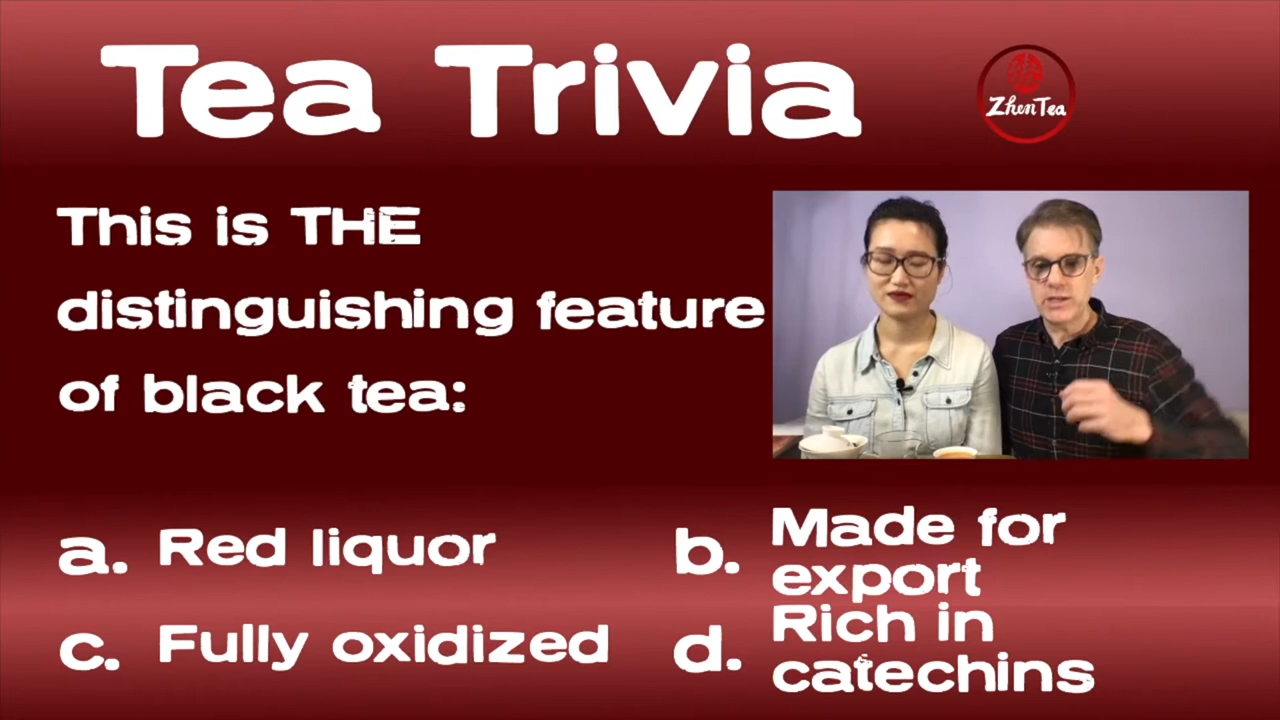 Tea Trivia
ZhenTea
This is THE
distinguishing feature
of black tea:
a. Red liquor
b. Made for
export
c. Fully oxidized
d. Rich in
catechins